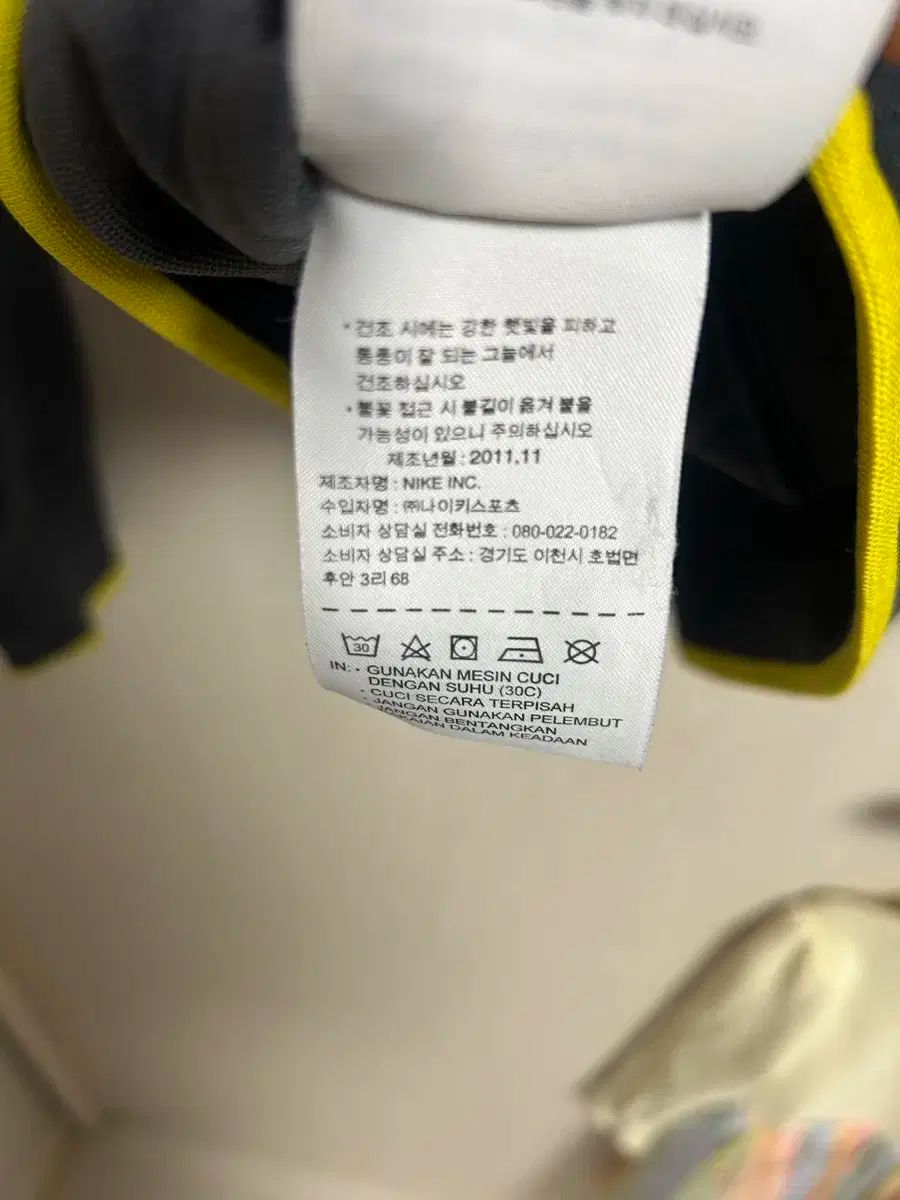 • 건조 시에는 강한 햇빛을 피하고
통풍이 잘 되는 그늘에서
건조하십시오
• 불꽃 접근 시 불길이 옮겨 붙을
가능성이 있으니 주의하십시오
제조년월 : 2011.11
제조자명 : NIKE INC.
수입자명 : ㈜나이키스포츠
소비자 상담실 전화번호 : 080-022-0182
소비자 상담실 주소 : 경기도 이천시 호법면
후안 3리 68
30
IN: • GUNAKAN MESIN CUCI
DENGAN SUHU (30C)
• CUCI SECARA TERPISAH
• JANGAN GUNAKAN PELEMBUT
• JANGAN BENTANGKAN
PAKAIAN DALAM KEADAAN